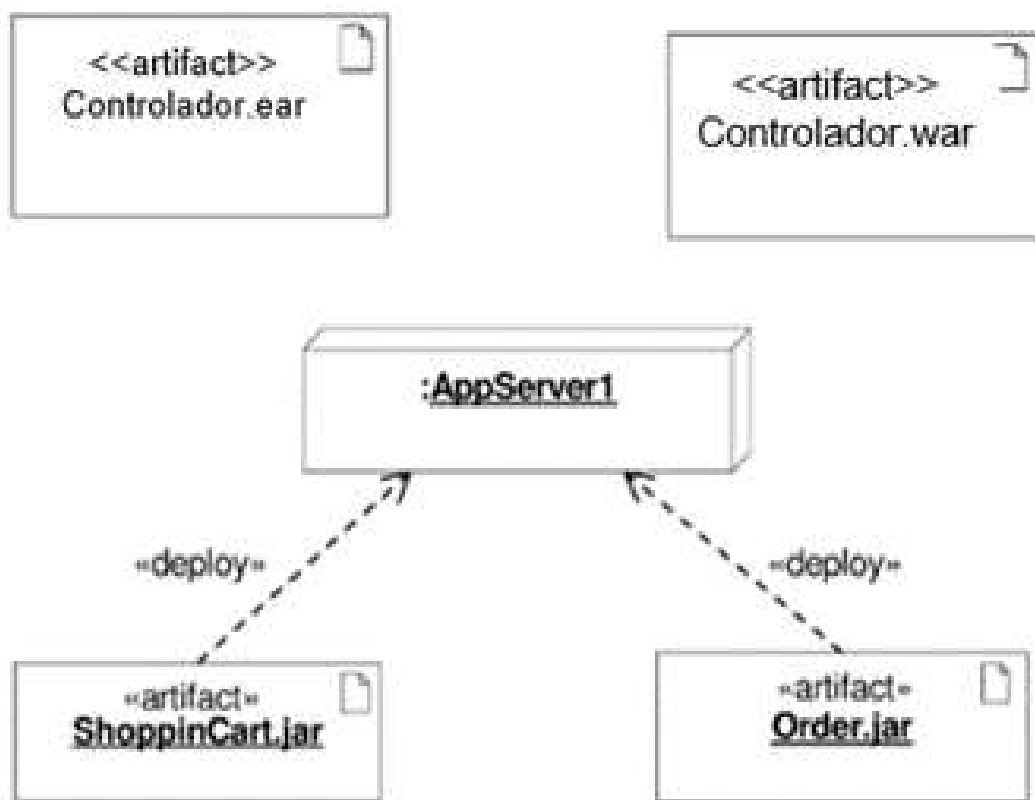 <<artifact>>
Controlador.ear
<<artifact>>
Controlador.war
:AppServer1
«deploy»
«deploy»
«artifact»
ShoppinCart.jar
«artifact»
Order.jar